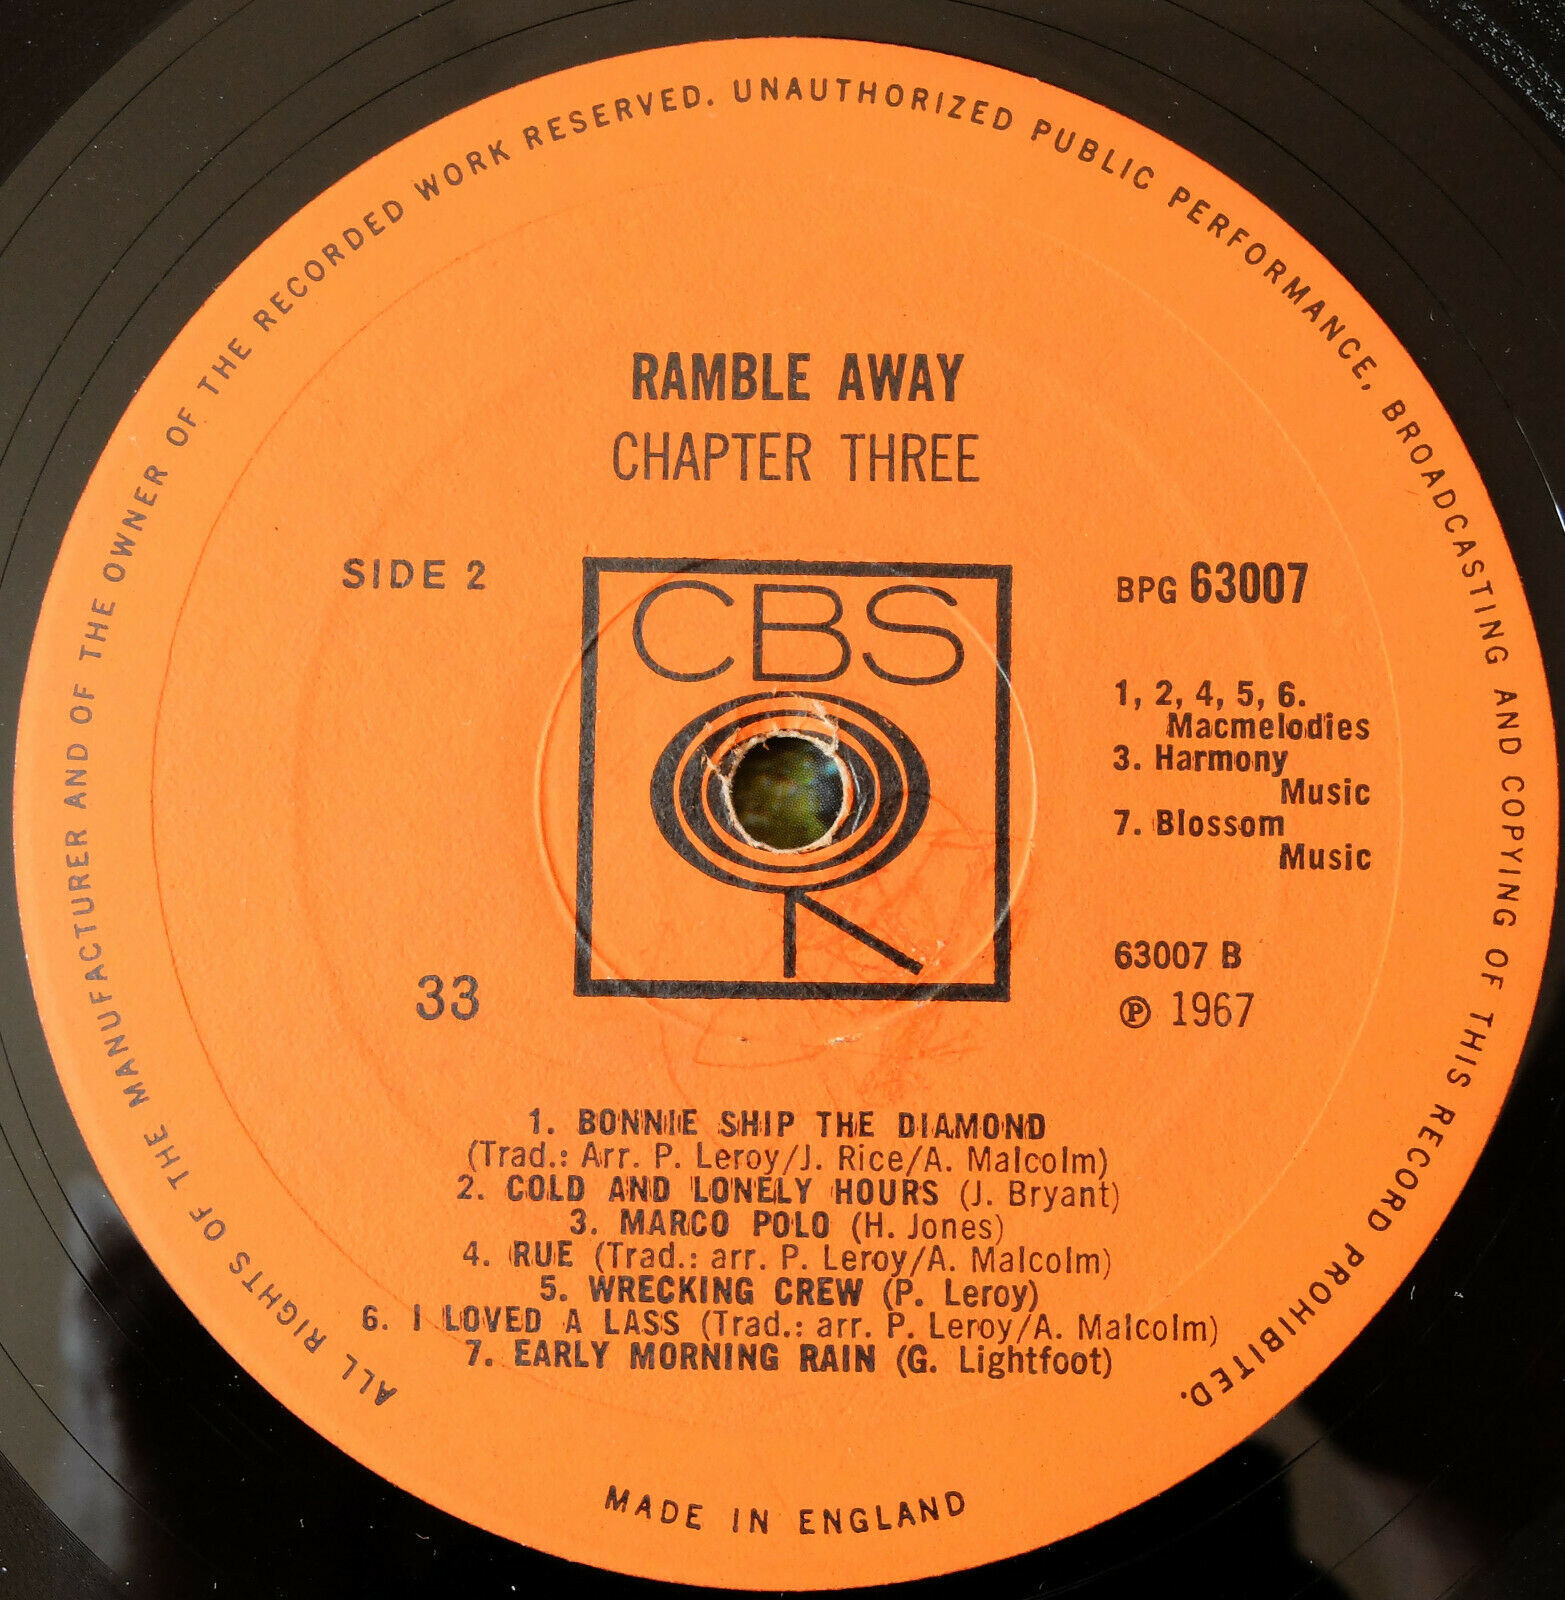 ALL RIGHTS OF THE MANUFACTURER AND OF THE OWNER OF THE RECORDED WORK RESERVED. UNAUTHORIZED PUBLIC PERFORMANCE, BROADCASTING AND COPYING OF THIS RECORD PROHIBITED.
RAMBLE AWAY
CHAPTER THREE
SIDE 2
CBS
BPG 63007
1, 2, 4, 5, 6.
Macmelodies
3. Harmony
Music
7. Blossom
Music
33
63007 B
℗ 1967
1. BONNIE SHIP THE DIAMOND
(Trad.: Arr. P. Leroy/J. Rice/A. Malcolm)
2. COLD AND LONELY HOURS (J. Bryant)
3. MARCO POLO (H. Jones)
4. RUE (Trad.: arr. P. Leroy/A. Malcolm)
5. WRECKING CREW (P. Leroy)
6. I LOVED A LASS (Trad.: arr. P. Leroy/A. Malcolm)
7. EARLY MORNING RAIN (G. Lightfoot)
MADE IN ENGLAND